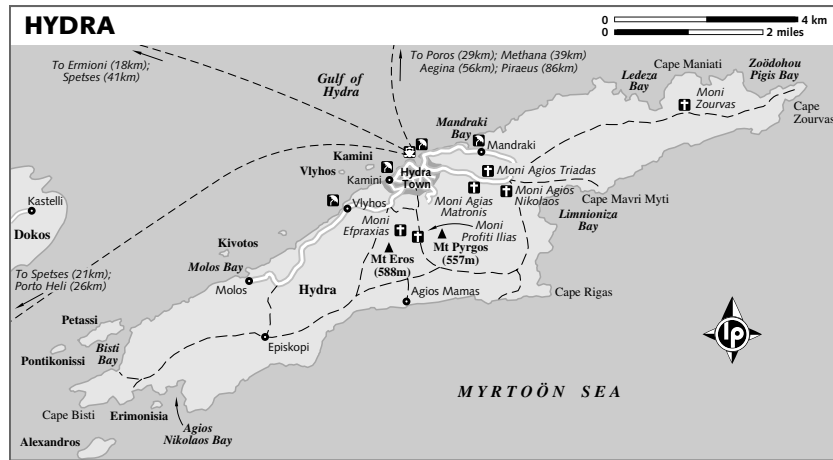 HYDRA
0 4 km
0 2 miles
To Ermioni (18km);
Spetses (41km)
To Poros (29km); Methana (39km)
Aegina (56km); Piraeus (86km)
Gulf of
Hydra
Cape Maniati
Zoödohou
Pigis Bay
Ledeza
Bay
Moni
Zourvas
Cape
Zourvas
Mandraki
Bay
Mandraki
Kamini
Vlyhos
Kamini
Hydra
Town
Moni Agios Triadas
Moni Agios
Nikolaos
Moni Agias
Matronis
Cape Mavri Myti
Limnioniza
Bay
Kastelli
Dokos
Vlyhos
Moni
Efpraxias
Moni
Profiti Ilias
Kivotos
Molos Bay
Mt Eros
(588m)
Mt Pyrgos
(557m)
To Spetses (21km);
Porto Heli (26km)
Molos
Hydra
Agios Mamas
Cape Rigas
Petassi
Pontikonissi
Bisti
Bay
Episkopi
lp
MYRTOÖN SEA
Cape Bisti
Erimonisia
Agios
Nikolaos Bay
Alexandros